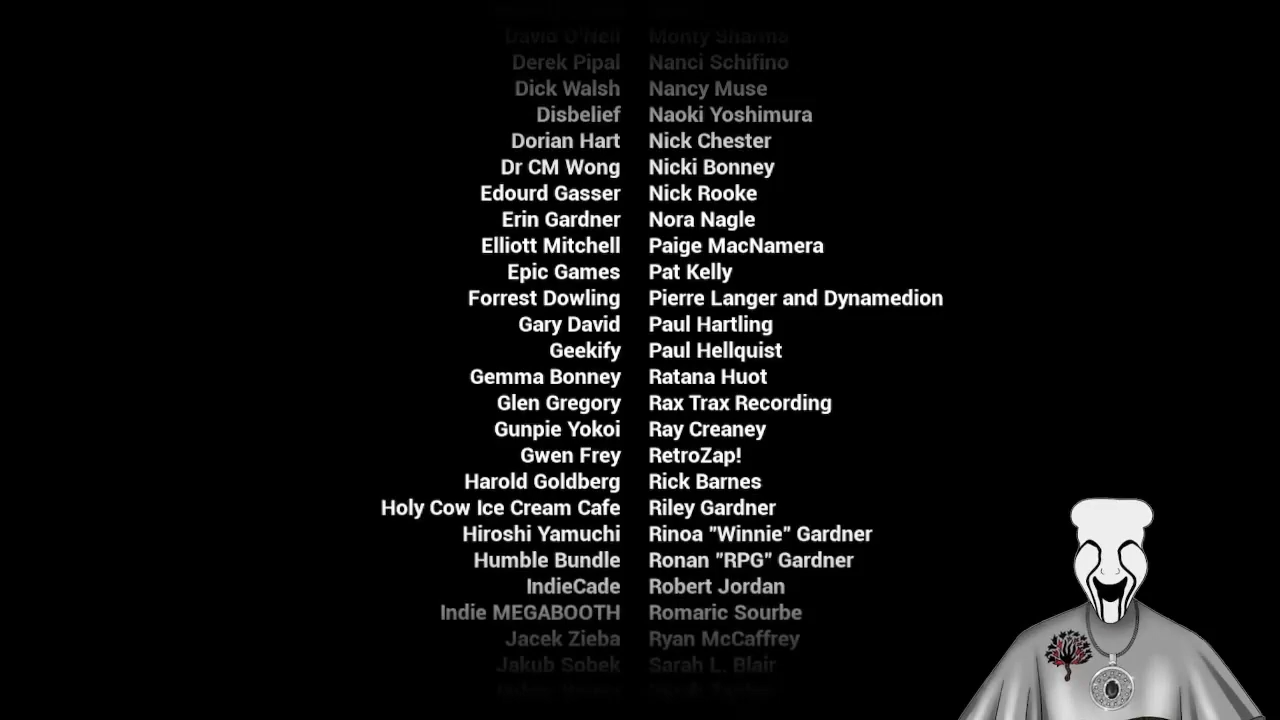 David O'Neil Monty Sharma
Derek Pipal Nanci Schifino
Dick Walsh Nancy Muse
Disbelief Naoki Yoshimura
Dorian Hart Nick Chester
Dr CM Wong Nicki Bonney
Edourd Gasser Nick Rooke
Erin Gardner Nora Nagle
Elliott Mitchell Paige MacNamera
Epic Games Pat Kelly
Forrest Dowling Pierre Langer and Dynamedion
Gary David Paul Hartling
Geekify Paul Hellquist
Gemma Bonney Ratana Huot
Glen Gregory Rax Trax Recording
Gunpie Yokoi Ray Creaney
Gwen Frey RetroZap!
Harold Goldberg Rick Barnes
Holy Cow Ice Cream Cafe Riley Gardner
Hiroshi Yamuchi Rinoa "Winnie" Gardner
Humble Bundle Ronan "RPG" Gardner
IndieCade Robert Jordan
Indie MEGABOOTH Romaric Sourbe
Jacek Zieba Ryan McCaffrey
Jakub Sobek Sarah L. Blair